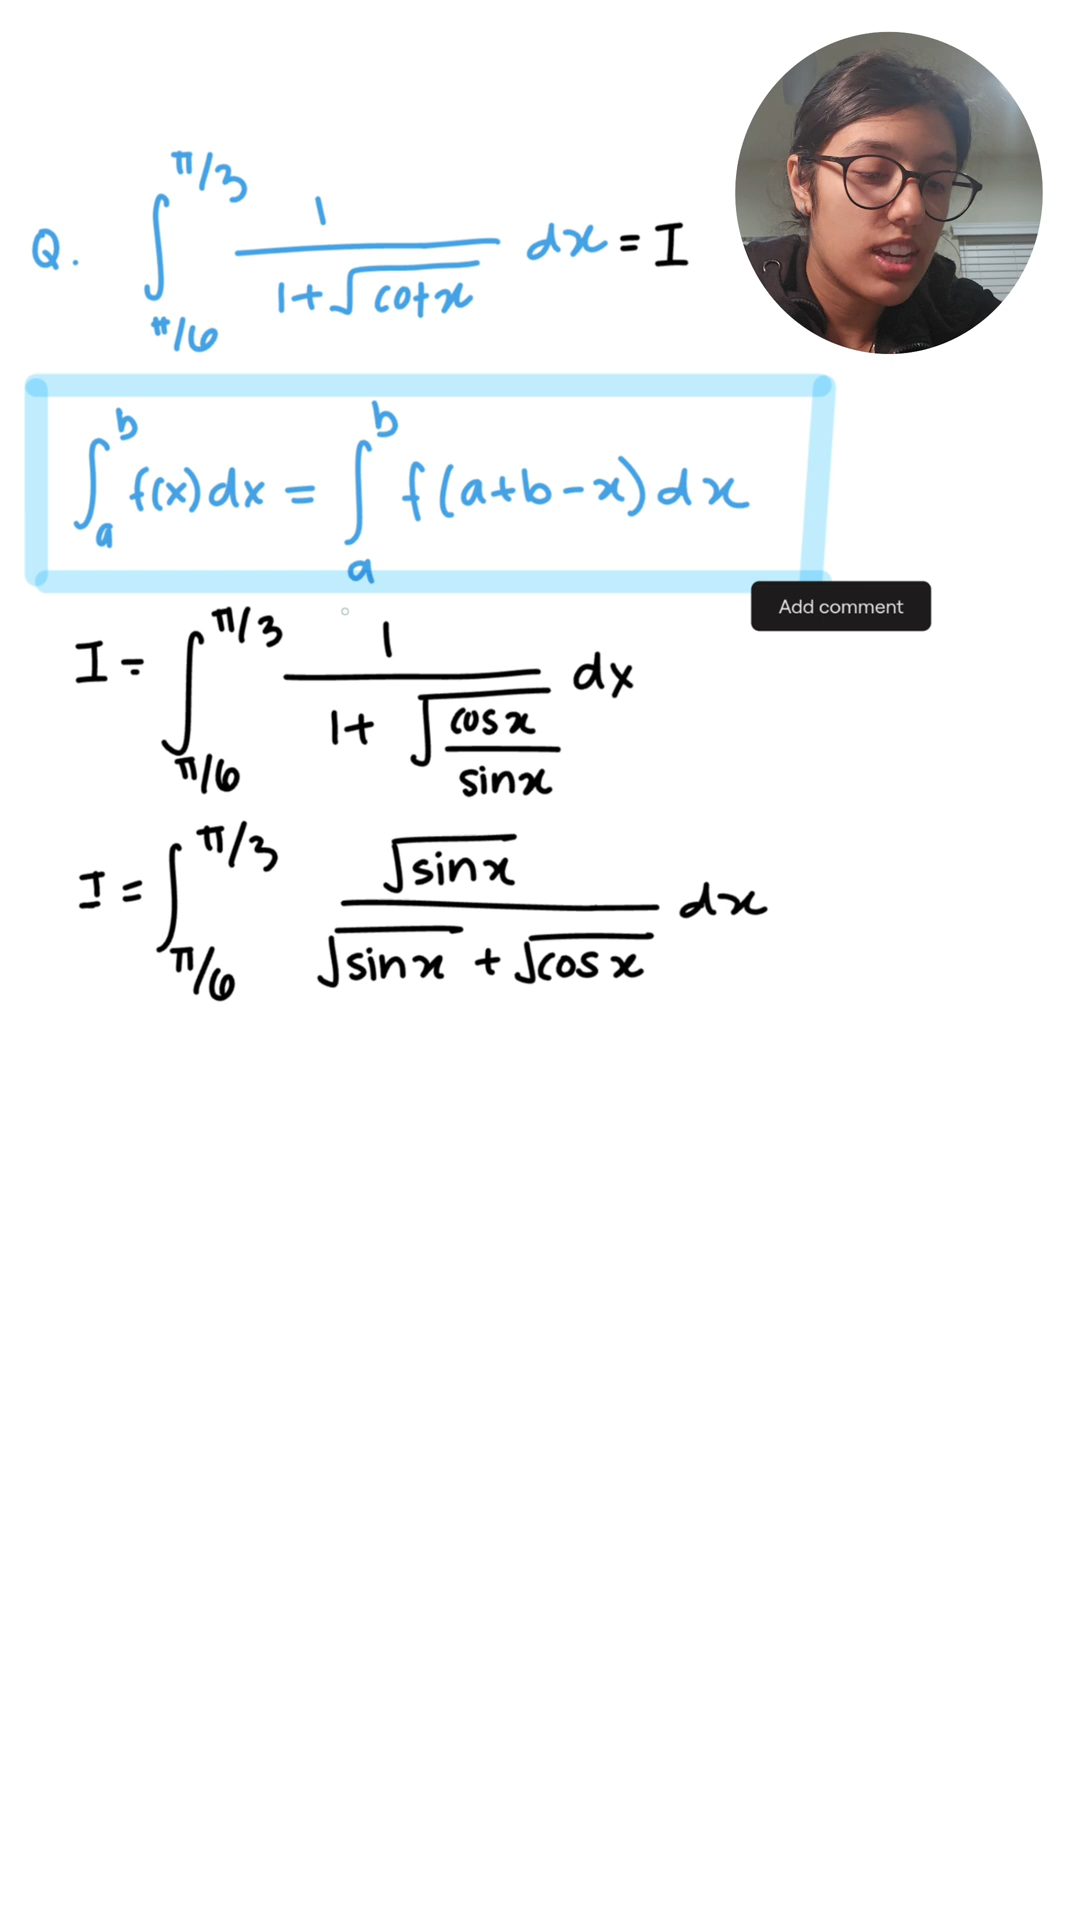 Q. ∫_{π/6}^{π/3} 1/(1+√(cot x)) dx = I
∫_a^b f(x) dx = ∫_a^b f(a+b-x) dx
Add comment
I = ∫_{π/6}^{π/3} 1/(1+√(cos x/sin x)) dx
I = ∫_{π/6}^{π/3} √(sin x)/(√(sin x) + √(cos x)) dx